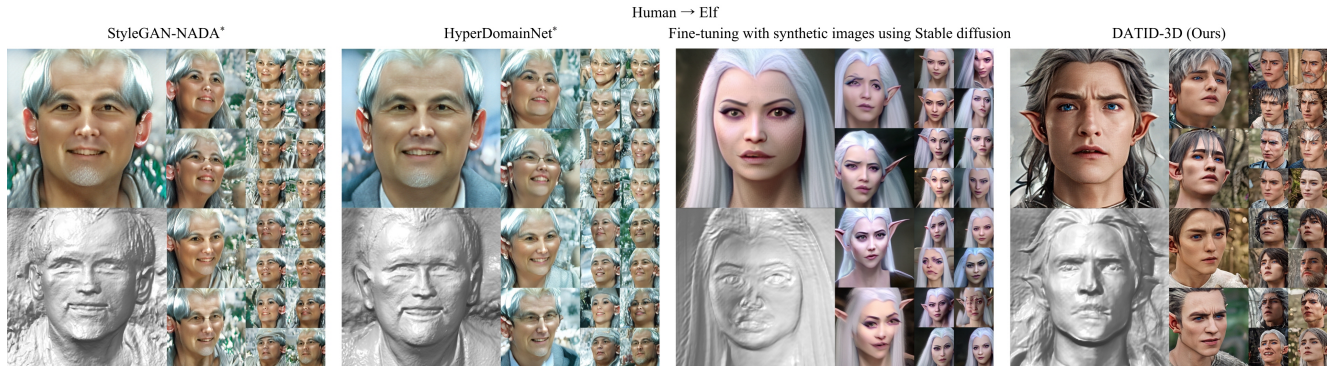 Human → Elf
StyleGAN-NADA*
HyperDomainNet*
Fine-tuning with synthetic images using Stable diffusion
DATID-3D (Ours)